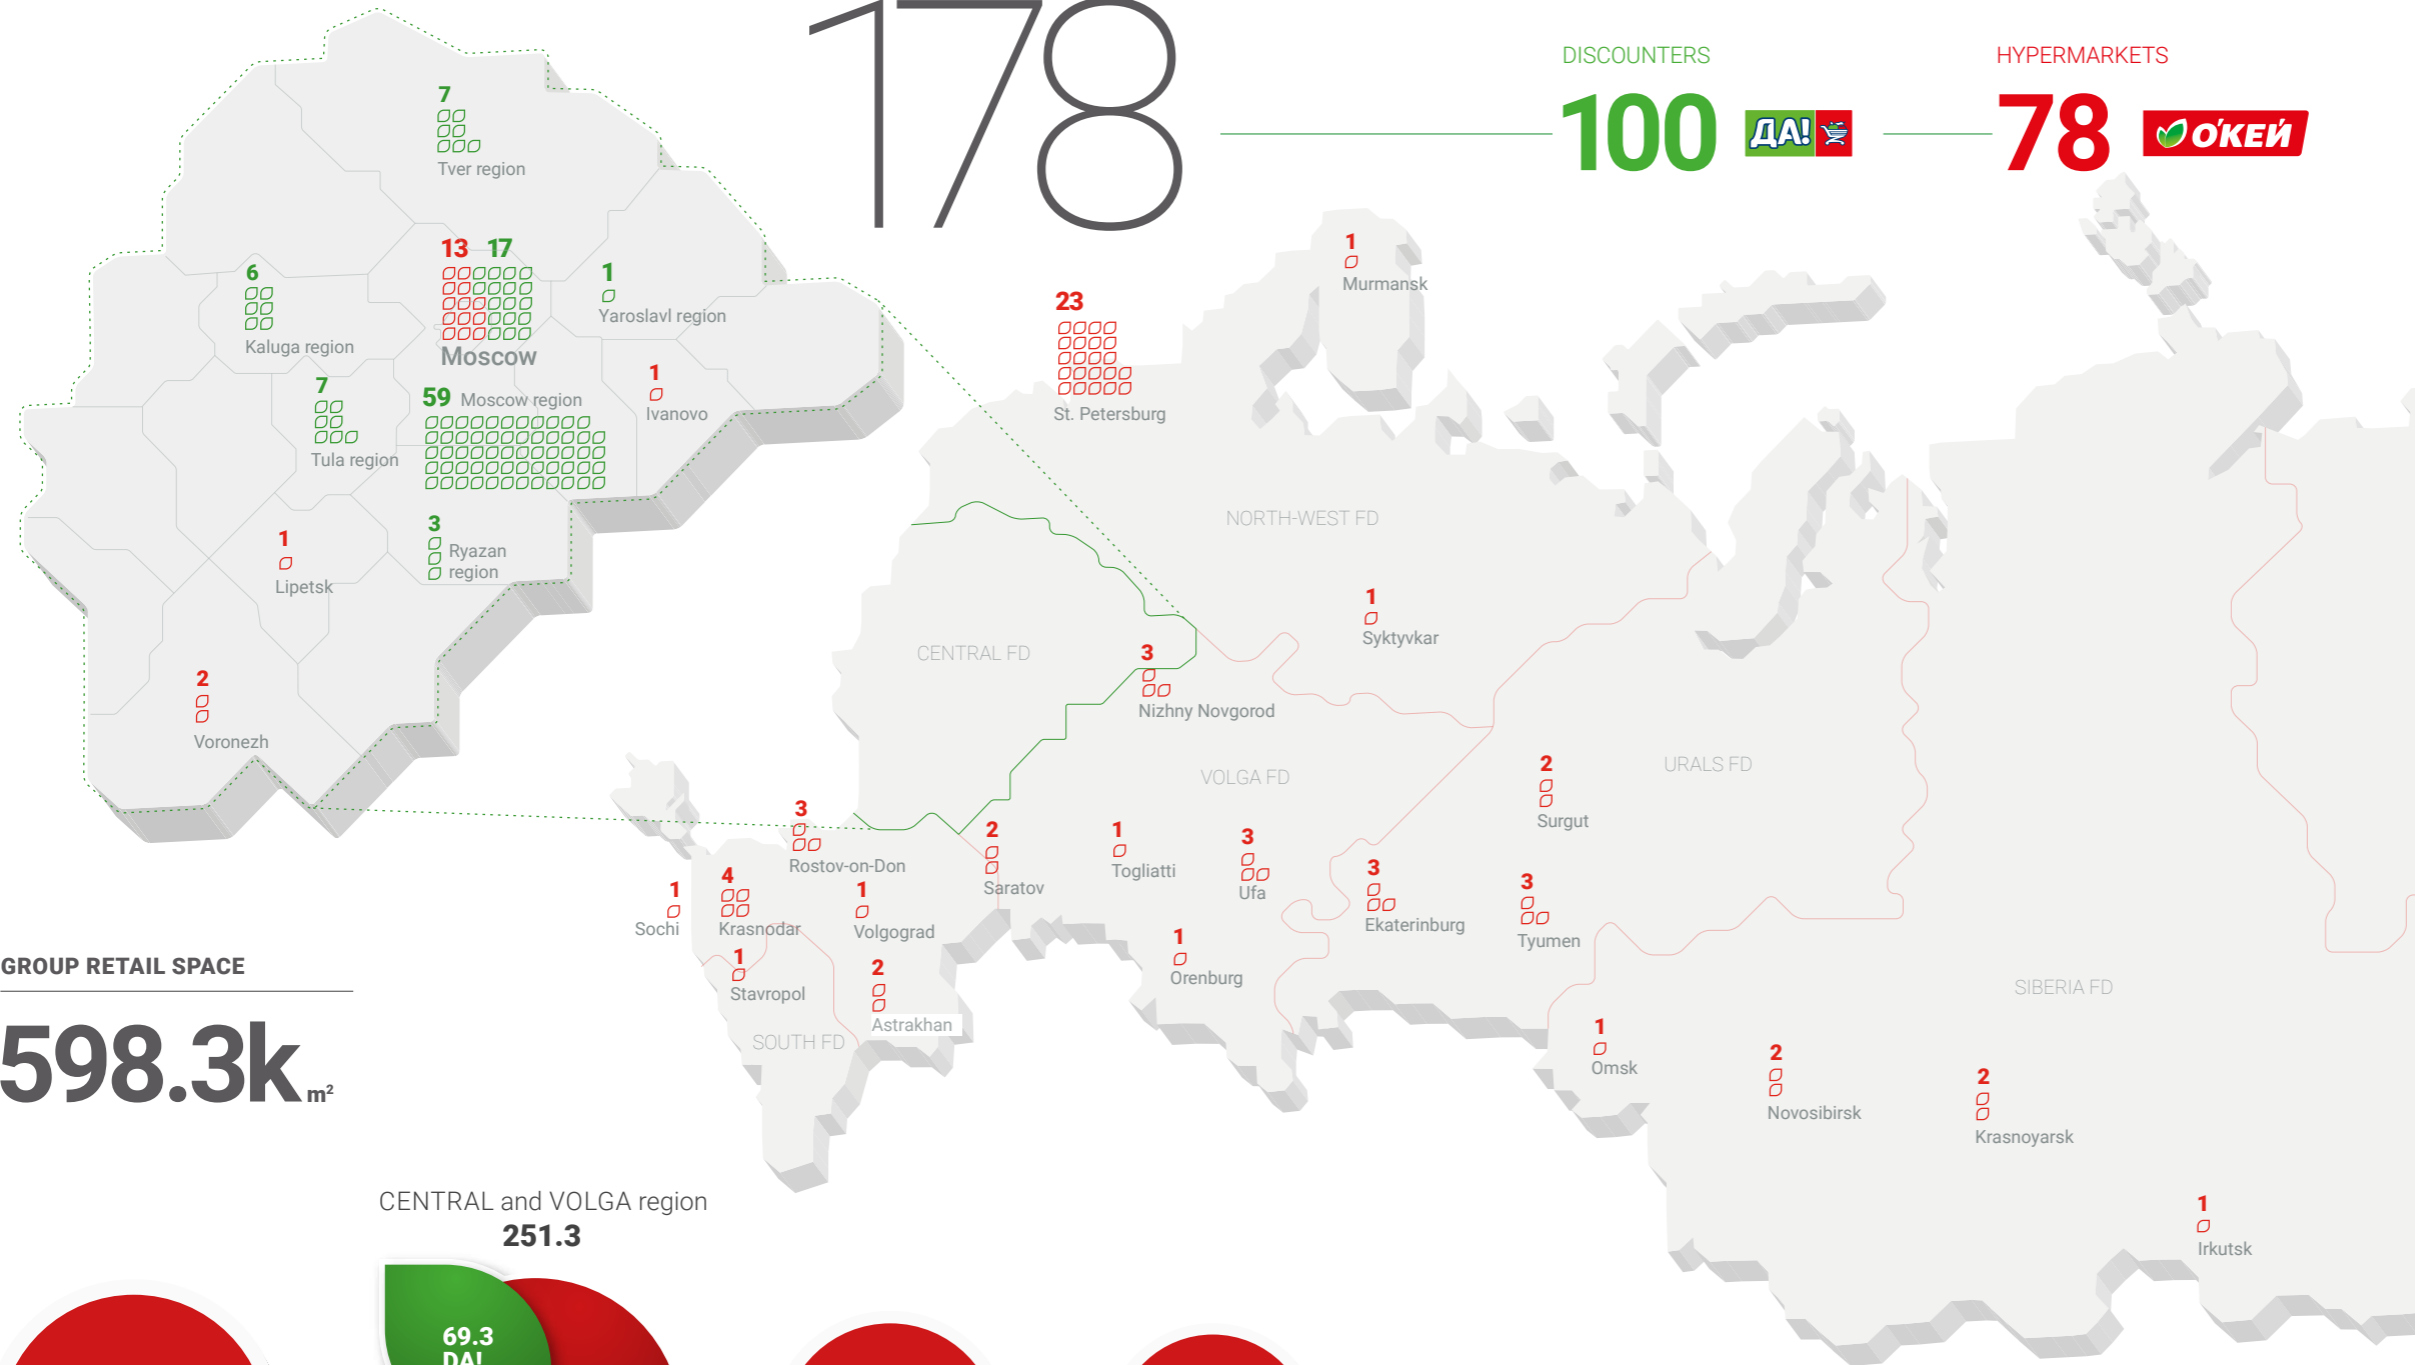 178
DISCOUNTERS
100
ДА!
HYPERMARKETS
78
О'КЕЙ
7
Tver region
13 17
Moscow
6
Kaluga region
1
Yaroslavl region
7
Tula region
59 Moscow region
1
Ivanovo
1
Lipetsk
3
Ryazan
region
2
Voronezh
1
Murmansk
23
St. Petersburg
NORTH-WEST FD
1
Syktyvkar
CENTRAL FD
3
Nizhny Novgorod
VOLGA FD
URALS FD
2
Surgut
3
Rostov-on-Don
2
Saratov
1
Togliatti
3
Ufa
3
Ekaterinburg
3
Tyumen
1
Sochi
4
Krasnodar
1
Volgograd
1
Orenburg
1
Stavropol
2
Astrakhan
SOUTH FD
SIBERIA FD
1
Omsk
2
Novosibirsk
2
Krasnoyarsk
1
Irkutsk
GROUP RETAIL SPACE
598.3k m²
CENTRAL and VOLGA region
251.3
69.3
DA!